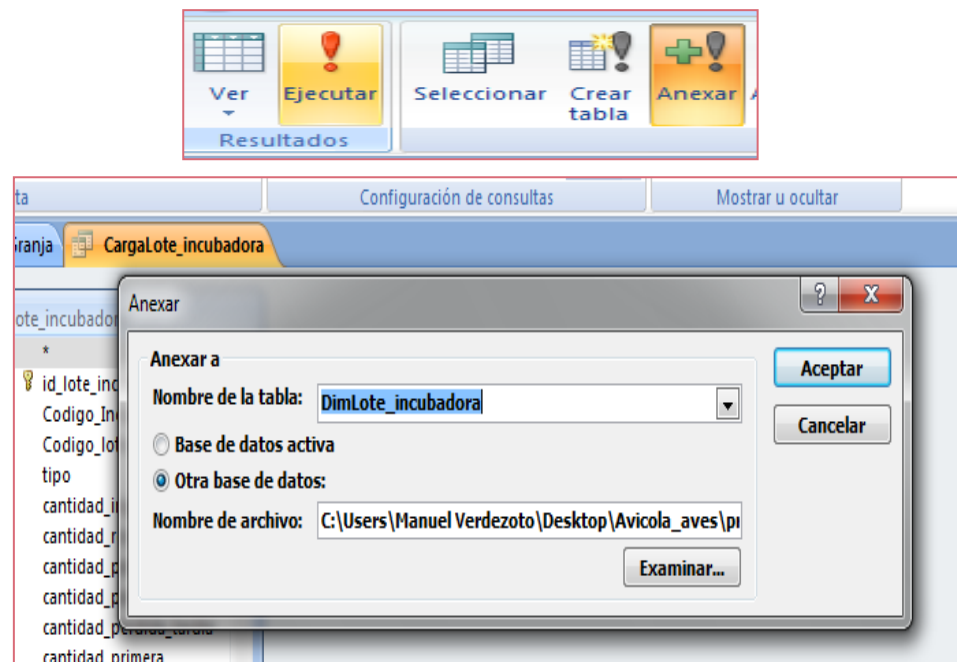 Ver
Ejecutar
Seleccionar
Crear
tabla
Anexar
Resultados
ta
Configuración de consultas
Mostrar u ocultar
Granja
CargaLote_incubadora
Anexar
?
X
ote_incubador
*
id_lote_inc
Codigo_In
Codigo_lot
tipo
cantidad_i
cantidad_r
cantidad_p
cantidad_p
cantidad_perdida_tardia
cantidad_primera
Anexar a
Nombre de la tabla:
DimLote_incubadora
Base de datos activa
Otra base de datos:
Nombre de archivo:
C:\Users\Manuel Verdezoto\Desktop\Avicola_aves\pr
Examinar...
Aceptar
Cancelar